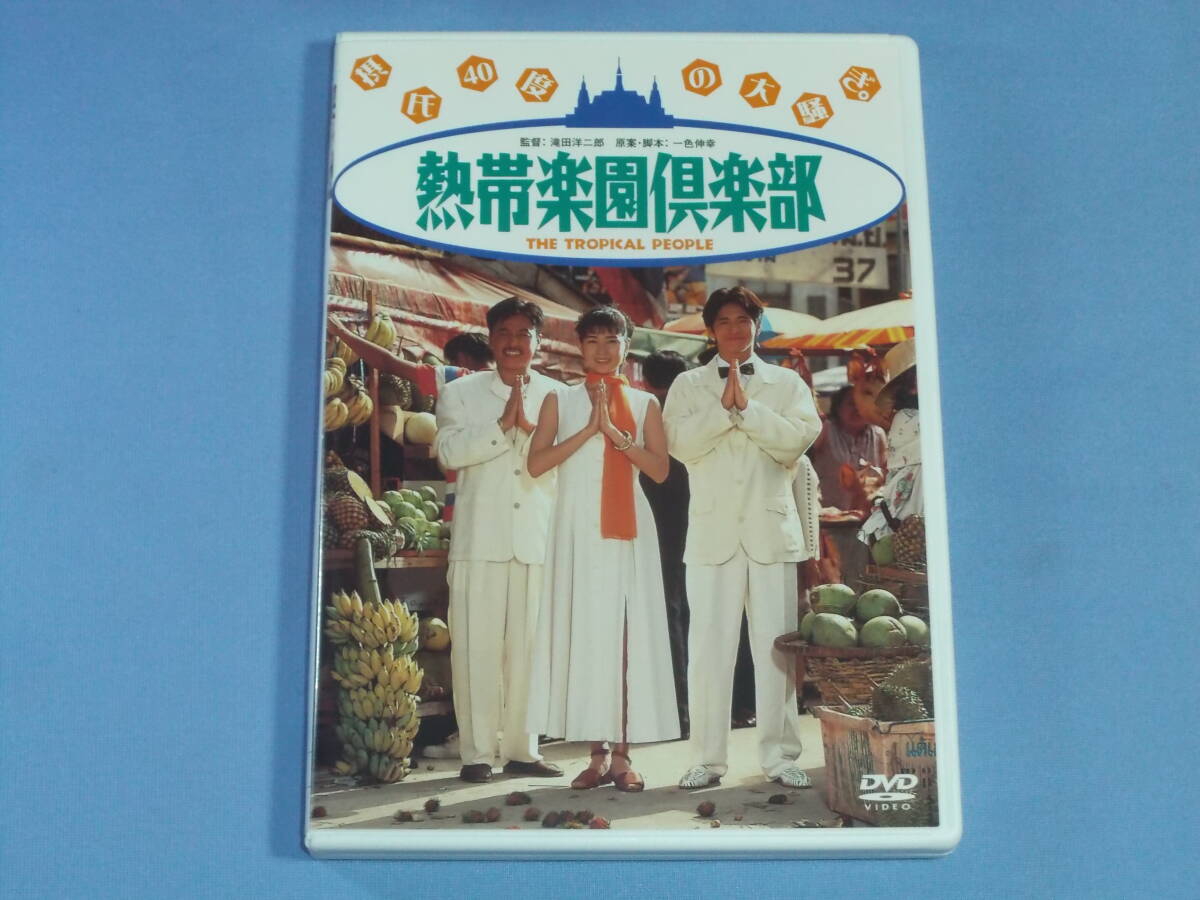 摂氏40度の大騒ぎ。
監督：滝田洋二郎 原案・脚本：一色伸幸
熱帯楽園倶楽部
THE TROPICAL PEOPLE
37
DVD
VIDEO